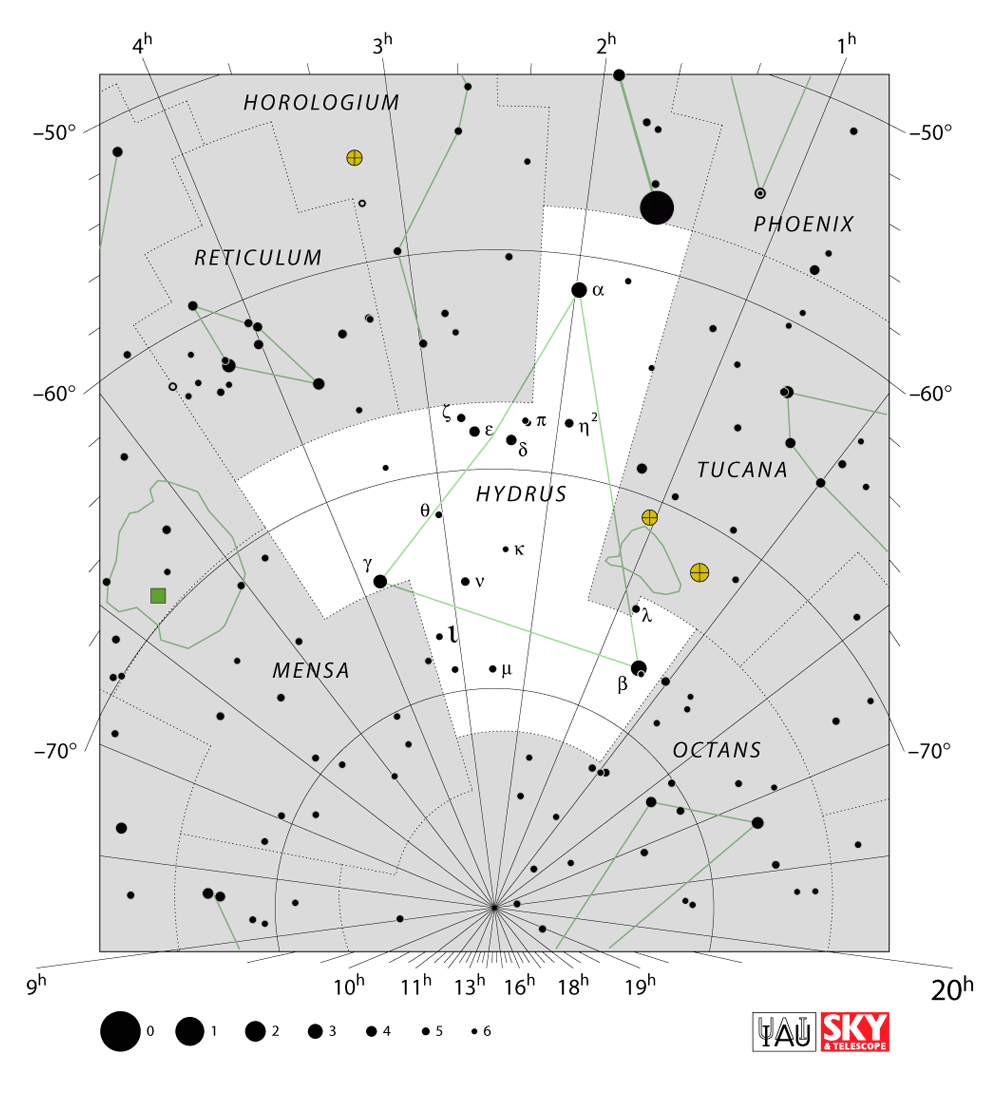 4h 3h 2h 1h
HOROLOGIUM
–50° –50°
PHOENIX
RETICULUM
α
–60° –60°
ζ ε π η2
δ
TUCANA
HYDRUS
θ
κ
γ
ν
λ
ι
MENSA μ β
–70° –70°
OCTANS
9h 10h 11h 13h 16h 18h 19h 20h
0 1 2 3 4 5 6
IAU
SKY
& TELESCOPE